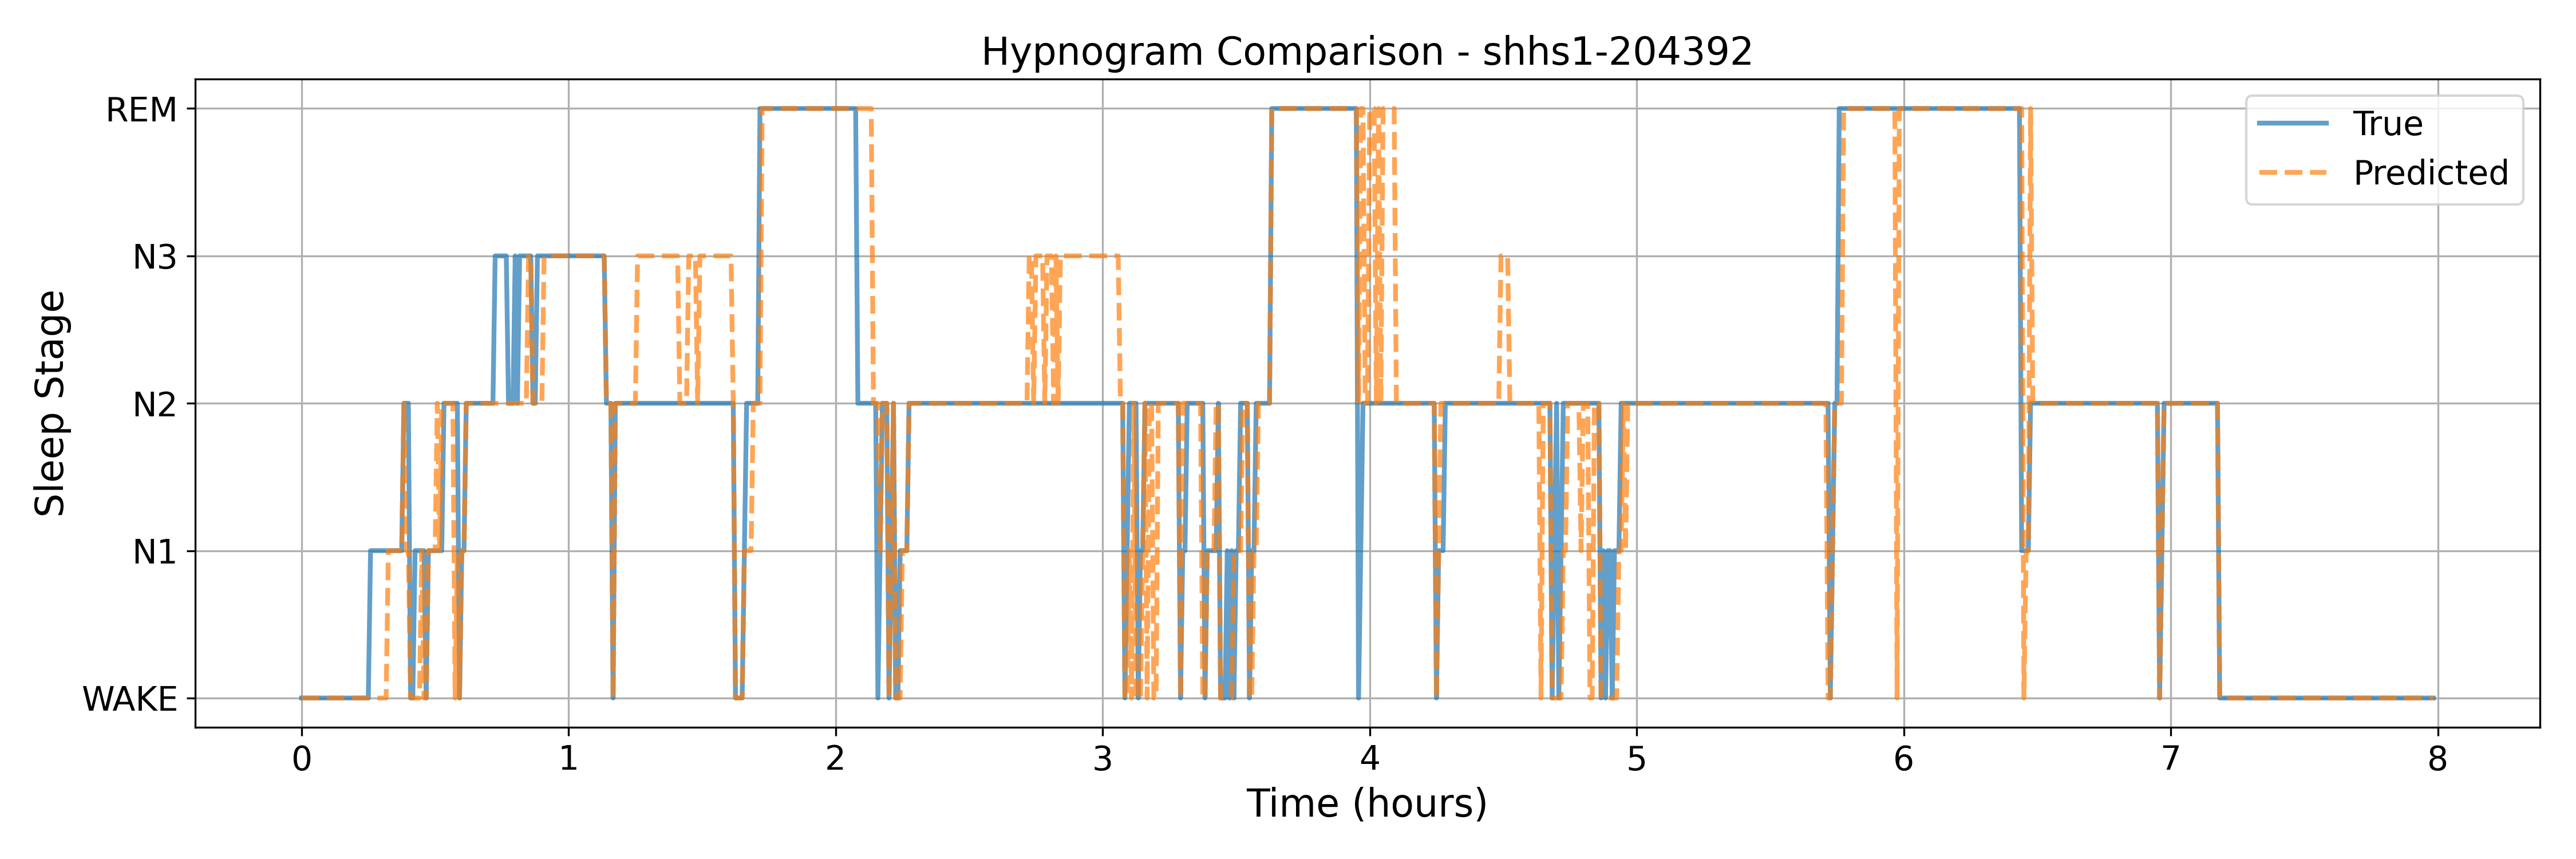 Hypnogram Comparison - shhs1-204392
REM
N3
N2
N1
WAKE
Sleep Stage
0 1 2 3 4 5 6 7 8
Time (hours)
True
Predicted